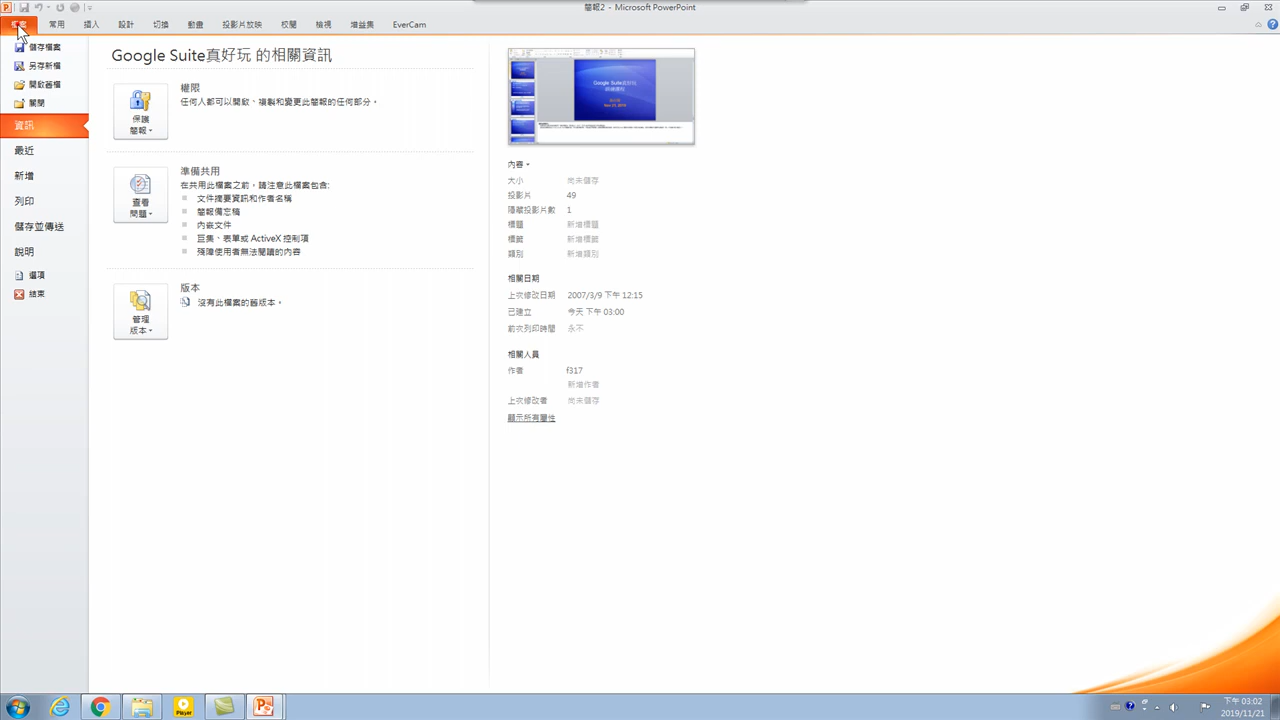 簡報2 - Microsoft PowerPoint
常用 插入 設計 切換 動畫 投影片放映 校閱 檢視 增益集 EverCam
儲存檔案
另存新檔
開啟舊檔
關閉
資訊
最近
新增
列印
儲存並傳送
說明
選項
結束
Google Suite真好玩 的相關資訊
保護
簡報
權限
任何人都可以開啟、複製和變更此簡報的任何部分。
查看
問題
準備共用
在共用此檔案之前，請注意此檔案包含:
文件摘要資訊和作者名稱
簡報備忘稿
內嵌文件
巨集、表單或 ActiveX 控制項
殘障使用者無法閱讀的內容
管理
版本
版本
沒有此檔案的舊版本。
Google Suite真好玩
內容
大小 尚未儲存
投影片 49
隱藏投影片數 1
標題 新增標題
標籤 新增標籤
類別 新增類別
相關日期
上次修改日期 2007/3/9 下午 12:15
已建立 今天 下午 03:00
前次列印時間 永不
相關人員
作者 f317
新增作者
上次修改者 尚未儲存
顯示所有屬性
Player
下午 03:02
2019/11/21